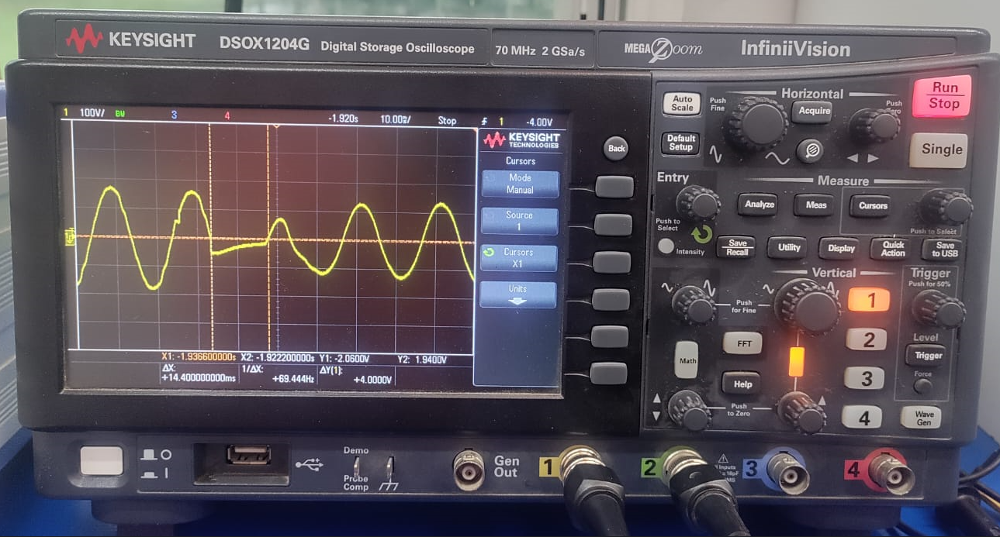 KEYSIGHT DSOX1204G Digital Storage Oscilloscope 70 MHz 2 GSa/s MEGA Zoom InfiniiVision
1 100V/ BW 3 4 -1.920s 10.00s/ Stop 1 -4.00V
KEYSIGHT
TECHNOLOGIES
Cursors
Mode
Manual
Source
1
Cursors
X1
Units
X1: -1.936600000s X2: -1.922200000s Y1: -2.0600V Y2: 1.9400V
ΔX: 1/ΔX: ΔY(1):
+14.400000000ms +69.444Hz +4.0000V
Back
Auto
Scale
Push
Fine
Horizontal
Acquire
Push
Run
Stop
Default
Setup
Single
Entry
Push to
Select
Intensity
Measure
Analyze
Meas
Cursors
Push to Select
Save
Recall
Utility
Display
Quick
Action
Save
to USB
Vertical
Push
for Fine
1
2
3
4
Trigger
Push for 50%
Level
Trigger
Force
FFT
Math
Help
Push
to Zero
Wave
Gen
Demo
Probe
Comp
Gen
Out
1
2
3
4